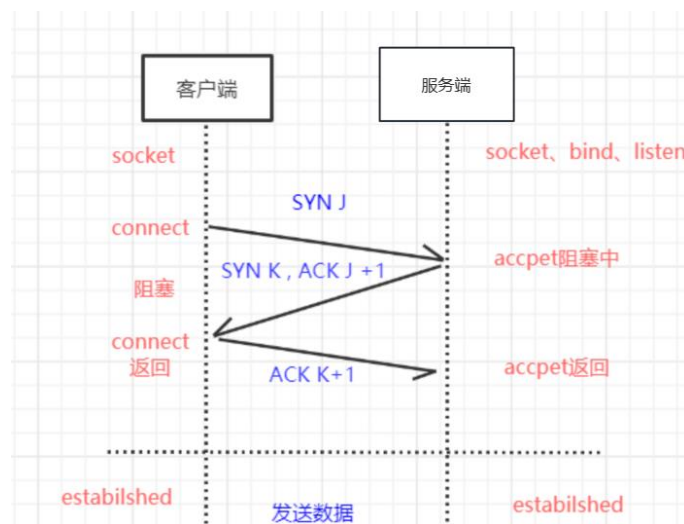 客户端
服务端
socket
socket、bind、listen
SYN J
connect
accpet阻塞中
SYN K , ACK J +1
阻塞
connect
返回
accpet返回
ACK K+1
estabilshed
estabilshed
发送数据